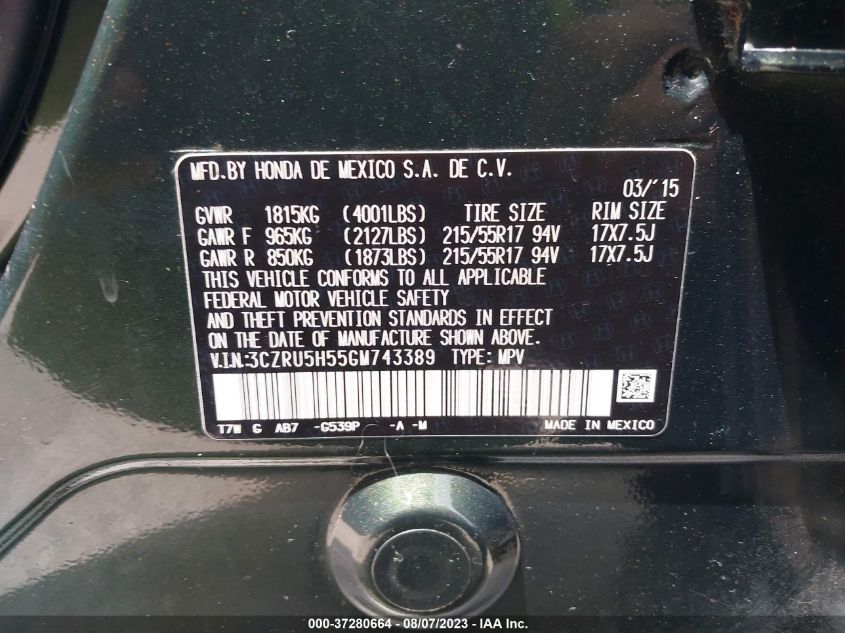 MFD.BY HONDA DE MEXICO S.A. DE C.V.
03/'15
GVWR 1815KG (4001LBS) TIRE SIZE RIM SIZE
GAWR F 965KG (2127LBS) 215/55R17 94V 17X7.5J
GAWR R 850KG (1873LBS) 215/55R17 94V 17X7.5J
THIS VEHICLE CONFORMS TO ALL APPLICABLE
FEDERAL MOTOR VEHICLE SAFETY
AND THEFT PREVENTION STANDARDS IN EFFECT
ON THE DATE OF MANUFACTURE SHOWN ABOVE.
V.I.N:3CZRU5H55GM743389 TYPE: MPV
T7W G AB7 -G539P -A -M MADE IN MEXICO
000-37280664 - 08/07/2023 - Copyright IAA, Inc.